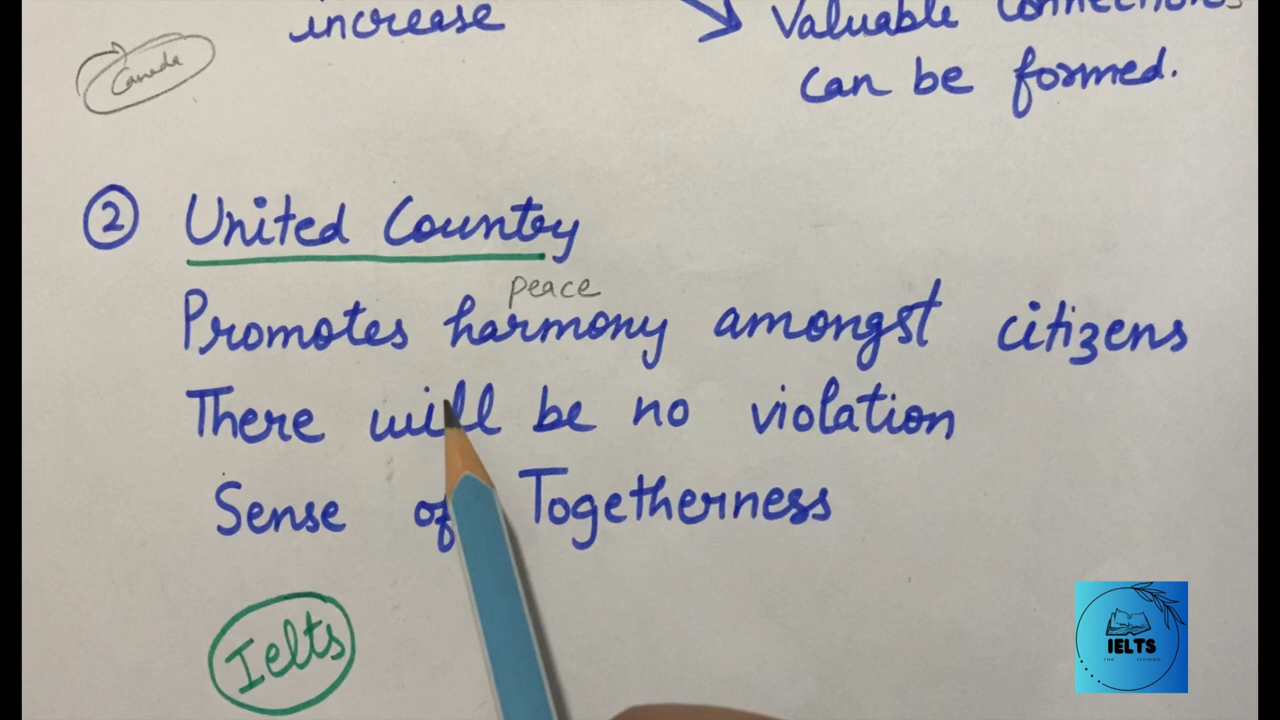 increase
Valuable Connections
can be formed.
Canada
② United Country
peace
Promotes harmony amongst citizens
There will be no violation
Sense of Togetherness
Ielts
IELTS